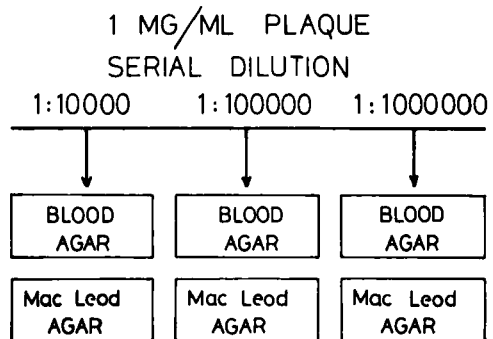 1 MG/ML PLAQUE
SERIAL DILUTION
1:10000 1:100000 1:1000000
BLOOD AGAR BLOOD AGAR BLOOD AGAR
Mac Leod AGAR Mac Leod AGAR Mac Leod AGAR